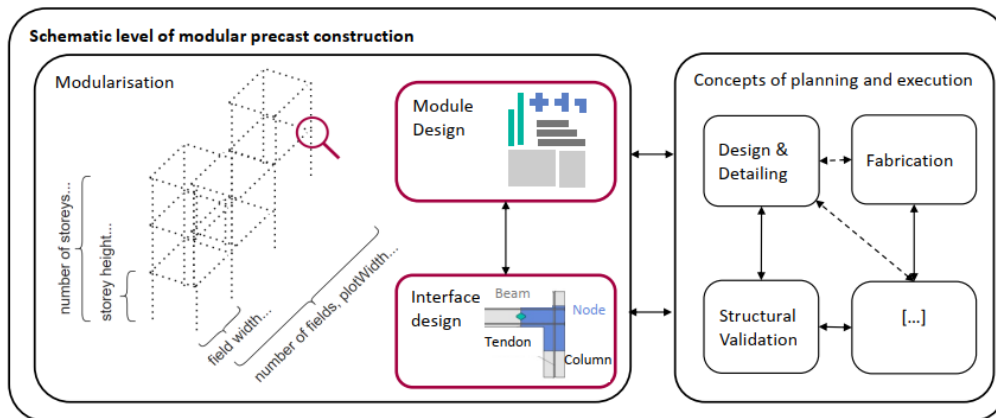 Schematic level of modular precast construction
Modularisation
number of storeys...
storey height...
field width...
number of fields, plotWidth...
Module
Design
Interface
design
Beam
Node
Tendon
Column
Concepts of planning and execution
Design &
Detailing
Fabrication
Structural
Validation
[...]